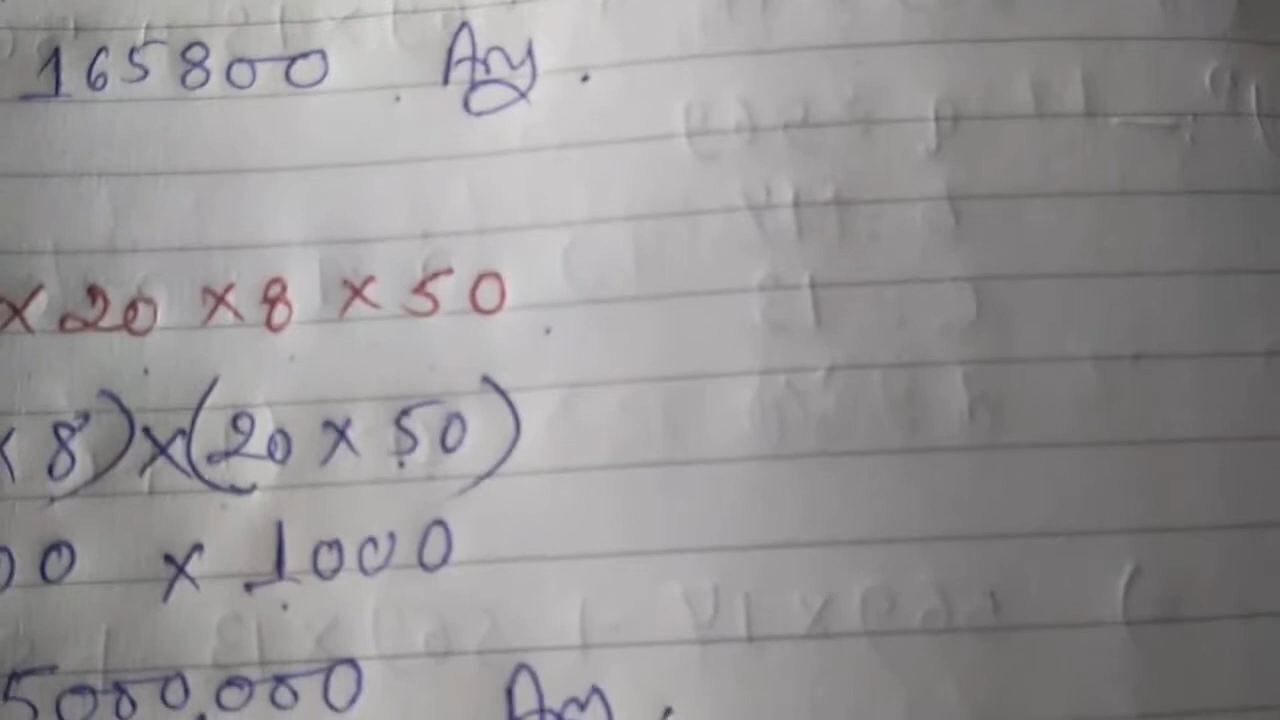 165800 Ans.
× 20 × 8 × 50
8) × (20 × 50)
00 × 1000
5000,000 Ans.